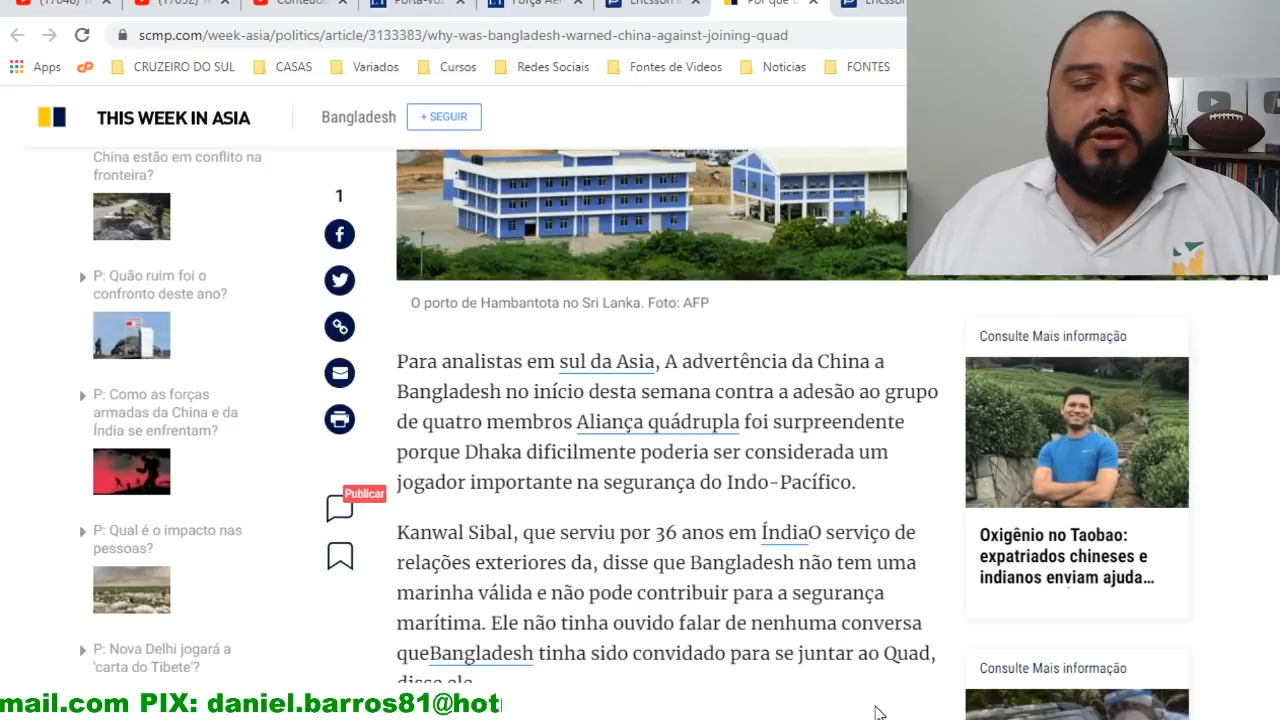 scmp.com/week-asia/politics/article/3133383/why-was-bangladesh-warned-china-against-joining-quad
Apps
CRUZEIRO DO SUL
CASAS
Variados
Cursos
Redes Sociais
Fontes de Videos
Noticias
FONTES
THIS WEEK IN ASIA
Bangladesh
+ SEGUIR
China estão em conflito na
fronteira?
P: Quão ruim foi o
confronto deste ano?
P: Como as forças
armadas da China e da
Índia se enfrentam?
P: Qual é o impacto nas
pessoas?
P: Nova Delhi jogará a
'carta do Tibete'?
1
Publicar
O porto de Hambantota no Sri Lanka. Foto: AFP
Para analistas em sul da Asia, A advertência da China a
Bangladesh no início desta semana contra a adesão ao grupo
de quatro membros Aliança quádrupla foi surpreendente
porque Dhaka dificilmente poderia ser considerada um
jogador importante na segurança do Indo-Pacífico.
Kanwal Sibal, que serviu por 36 anos em ÍndiaO serviço de
relações exteriores da, disse que Bangladesh não tem uma
marinha válida e não pode contribuir para a segurança
marítima. Ele não tinha ouvido falar de nenhuma conversa
queBangladesh tinha sido convidado para se juntar ao Quad,
disse ele
Consulte Mais informação
Oxigênio no Taobao:
expatriados chineses e
indianos enviam ajuda…
Consulte Mais informação
mail.com PIX: daniel.barros81@hot